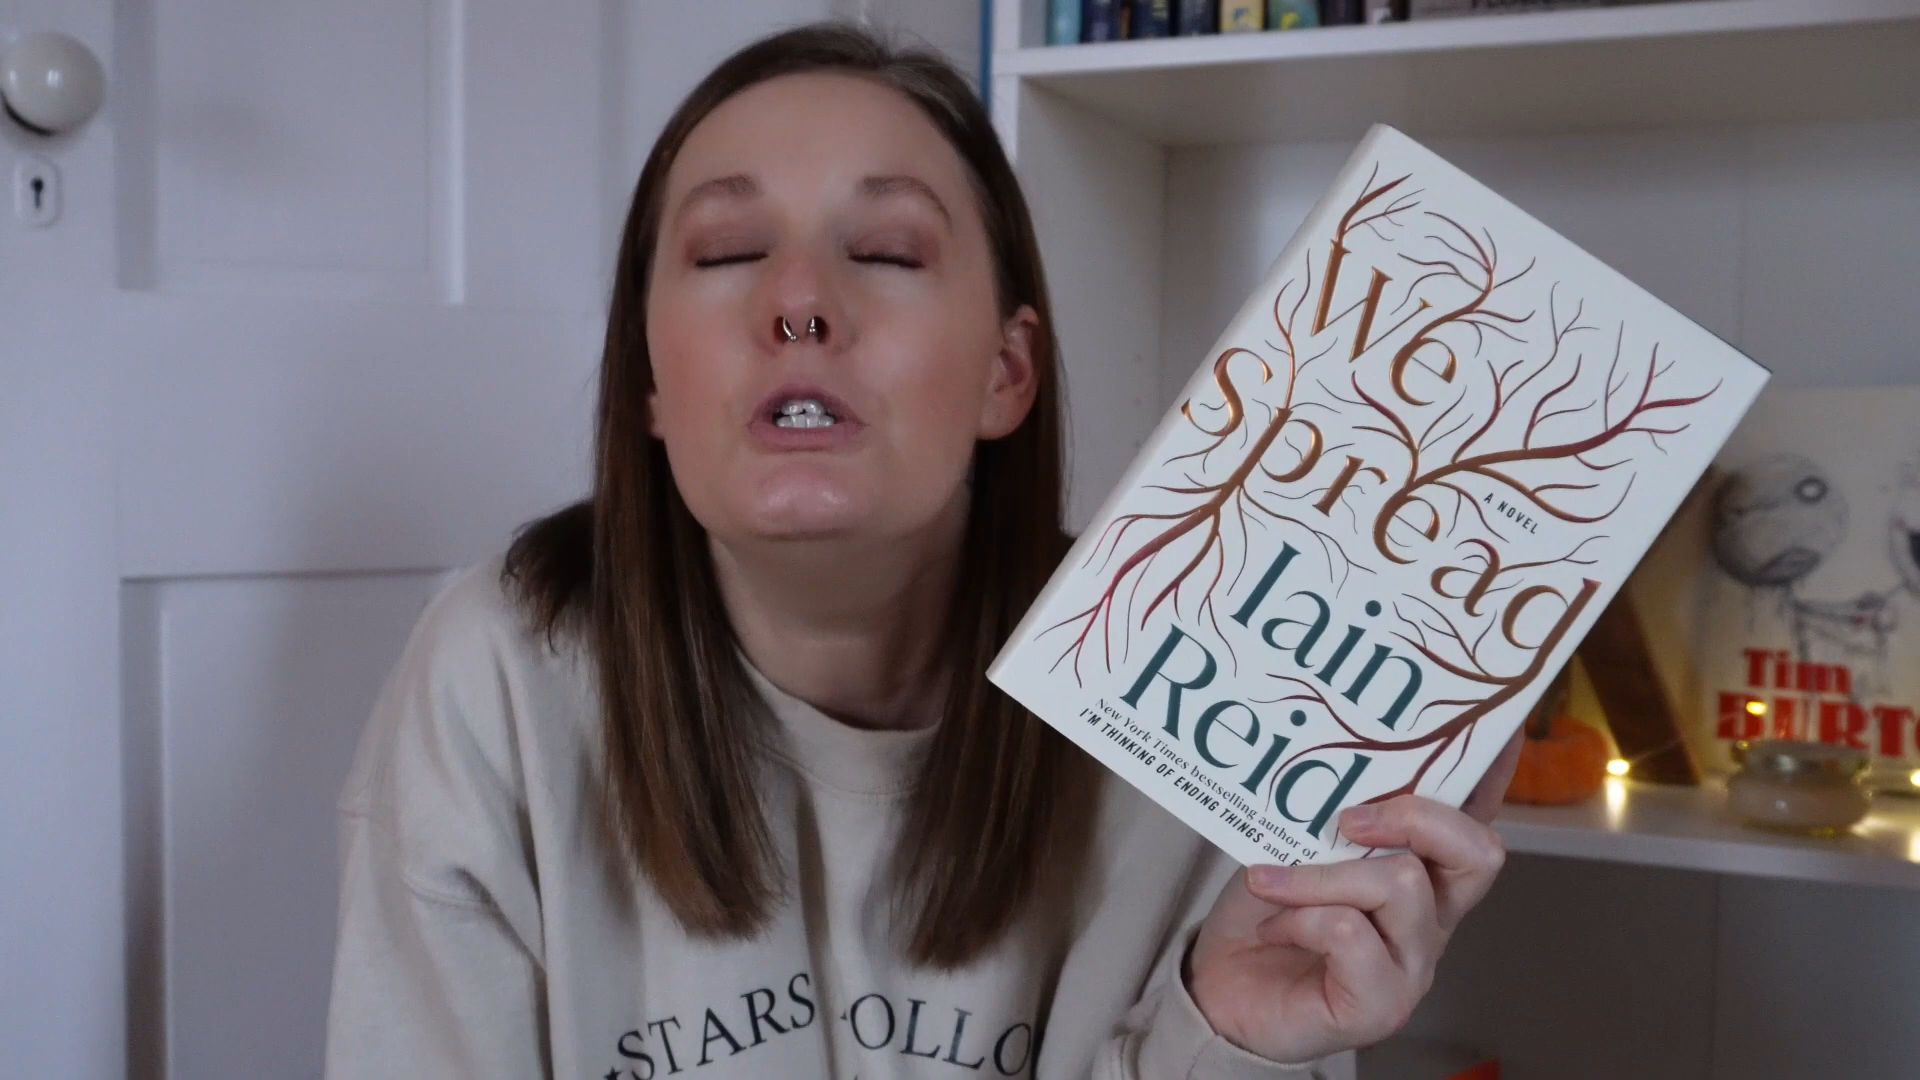 We
Spread
A NOVEL
Iain
Reid
New York Times bestselling author of
I'M THINKING OF ENDING THINGS and
STARS OLLO
Tim
BURTO